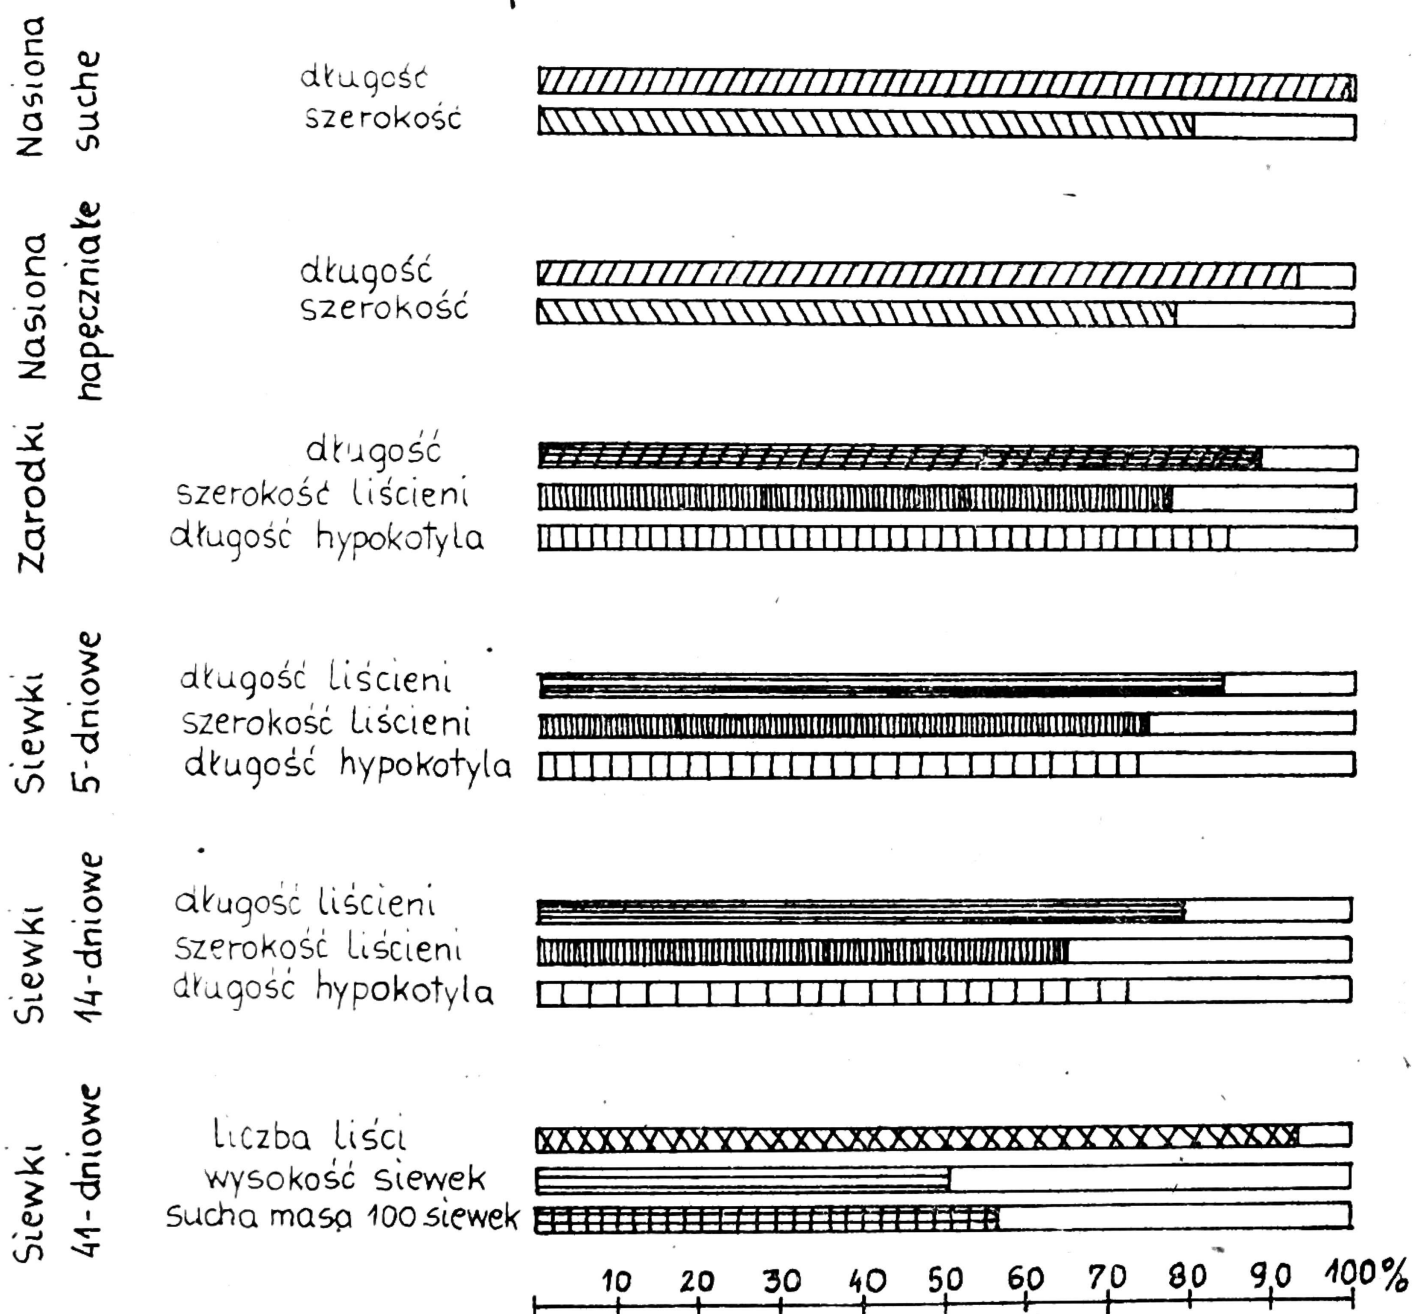 Nasiona
suche
długość
szerokość
Nasiona
napęczniałe
długość
szerokość
Zarodki
długość
szerokość liścieni
długość hypokotyla
Siewki
5-dniowe
długość liścieni
szerokość liścieni
długość hypokotyla
Siewki
14-dniowe
długość liścieni
szerokość liścieni
długość hypokotyla
Siewki
41-dniowe
liczba liści
wysokość siewek
sucha masa 100 siewek
10 20 30 40 50 60 70 80 90 100%